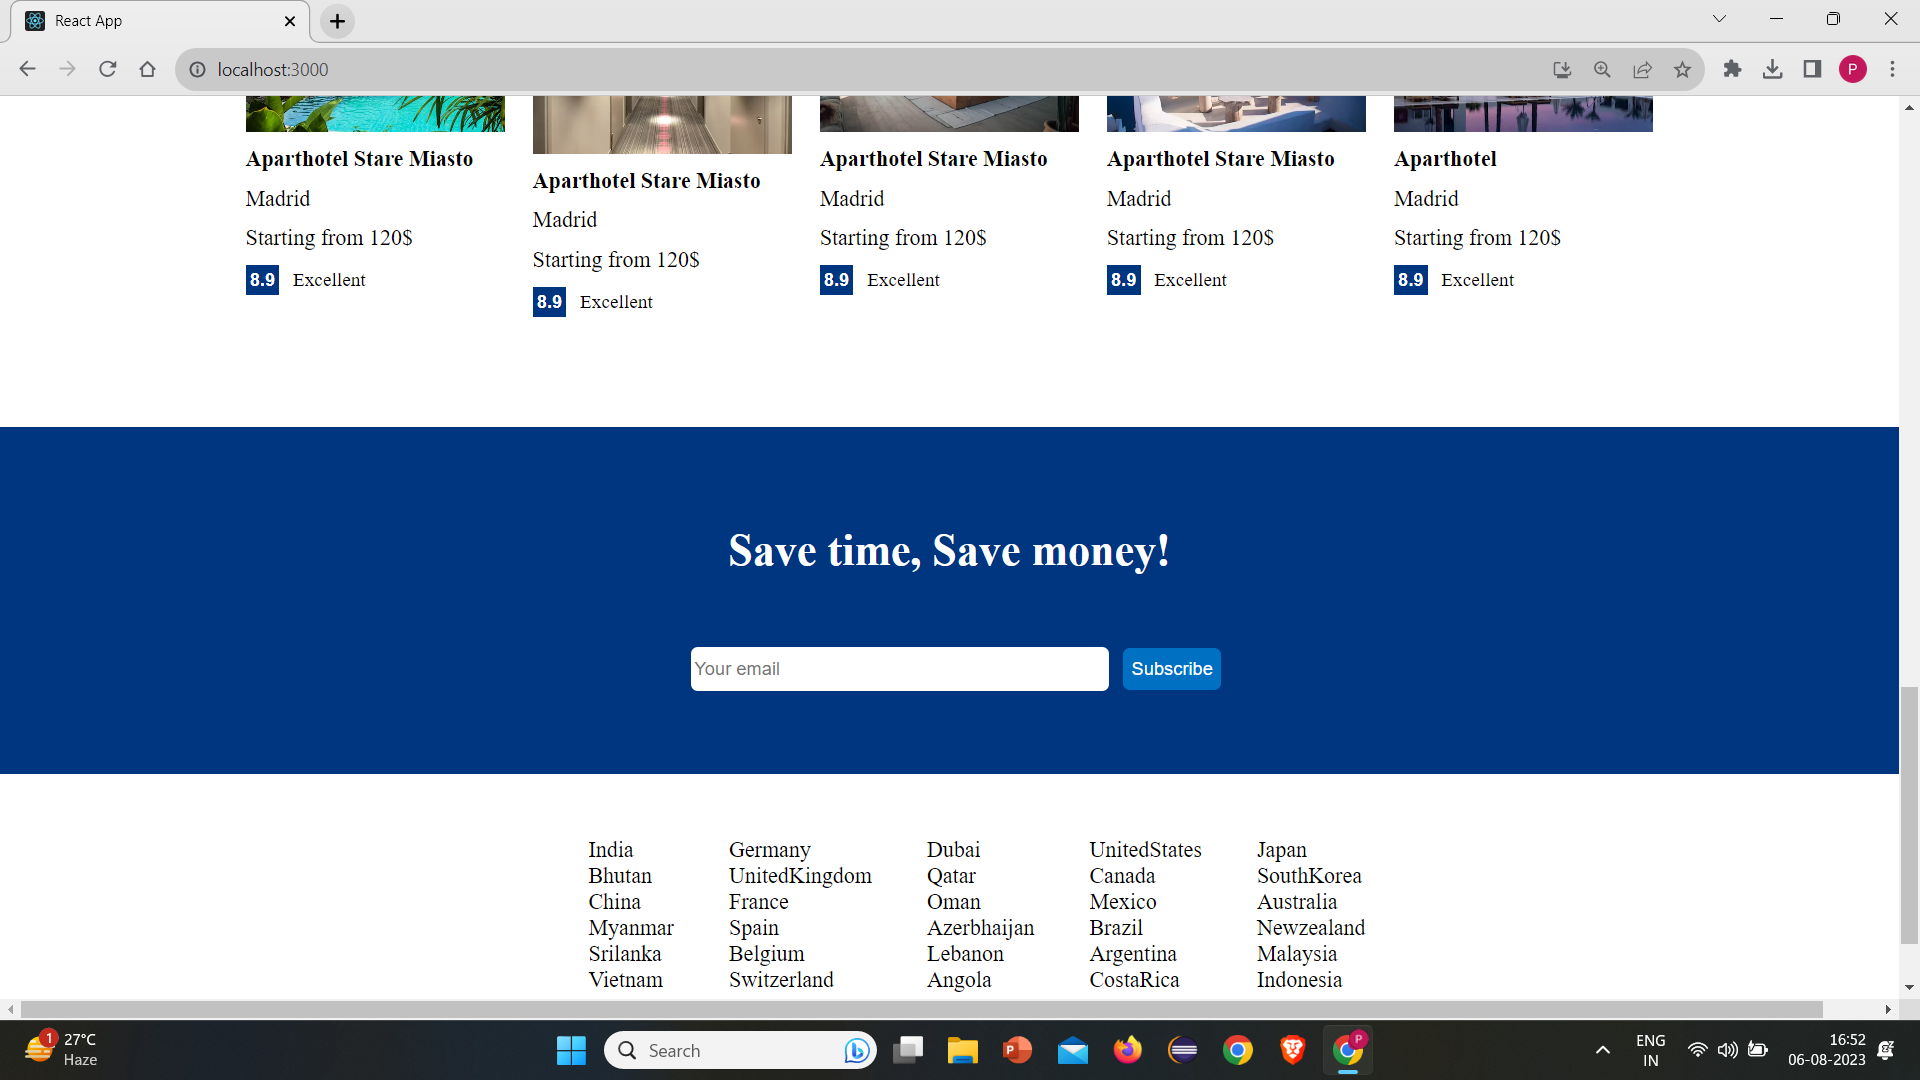 React App
localhost:3000
P
Aparthotel Stare Miasto
Madrid
Starting from 120$
8.9 Excellent
Aparthotel Stare Miasto
Madrid
Starting from 120$
8.9 Excellent
Aparthotel Stare Miasto
Madrid
Starting from 120$
8.9 Excellent
Aparthotel Stare Miasto
Madrid
Starting from 120$
8.9 Excellent
Aparthotel
Madrid
Starting from 120$
8.9 Excellent
Save time, Save money!
Your email
Subscribe
India
Bhutan
China
Myanmar
Srilanka
Vietnam
Germany
UnitedKingdom
France
Spain
Belgium
Switzerland
Dubai
Qatar
Oman
Azerbhaijan
Lebanon
Angola
UnitedStates
Canada
Mexico
Brazil
Argentina
CostaRica
Japan
SouthKorea
Australia
Newzealand
Malaysia
Indonesia
1
27°C
Haze
Search
P
P
ENG
IN
16:52
06-08-2023